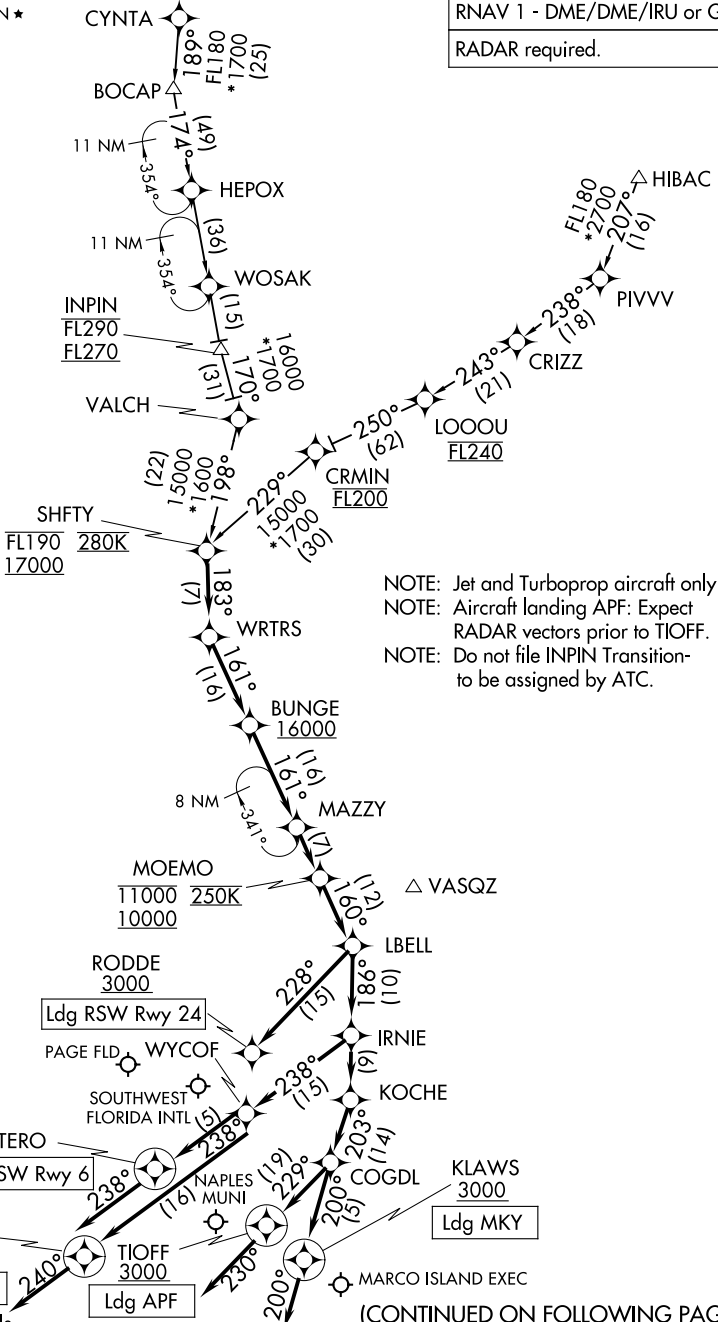 N ★
CYNTA
RNAV 1 - DME/DME/IRU or G
RADAR required.
189°
FL180
*1700
(25)
BOCAP
(49)
174°
11 NM
354°
HEPOX
HIBAC
FL180
*2700
207°
(16)
(36)
11 NM
354°
WOSAK
PIVVV
238°
(18)
(15)
INPIN
FL290
FL270
16000
*1700
170°
(31)
CRIZZ
243°
(21)
VALCH
LOOOU
FL240
250°
(62)
(22)
15000
*1600
198°
CRMIN
FL200
229°
15000
*1700
(30)
SHFTY
FL190 280K
17000
183°
(7)
NOTE: Jet and Turboprop aircraft only
NOTE: Aircraft landing APF: Expect
RADAR vectors prior to TIOFF.
NOTE: Do not file INPIN Transition-
to be assigned by ATC.
WRTRS
161°
(16)
BUNGE
16000
(16)
161°
8 NM
341°
MAZZY
(7)
MOEMO
11000 250K
10000
(12)
160°
VASQZ
LBELL
RODDE
3000
Ldg RSW Rwy 24
228°
(15)
186°
(10)
IRNIE
PAGE FLD
WYCOF
238°
(15)
(9)
SOUTHWEST
FLORIDA INTL
KOCHE
(5)
238°
203°
(14)
TERO
SW Rwy 6
238°
(16)
NAPLES
MUNI
(19)
229°
COGDL
200°
(5)
KLAWS
3000
Ldg MKY
240°
TIOFF
3000
Ldg APF
230°
200°
MARCO ISLAND EXEC
(CONTINUED ON FOLLOWING PAG